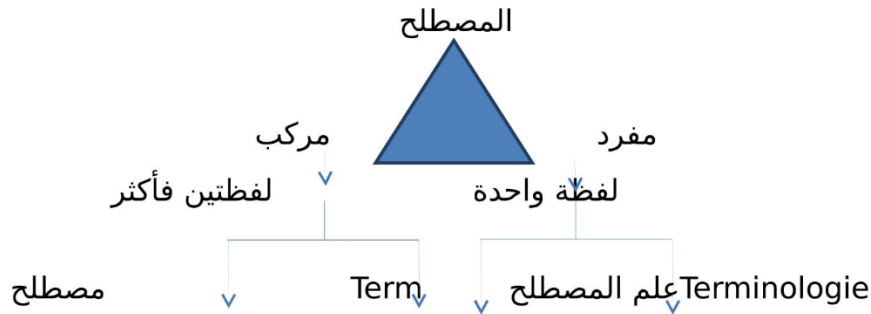 المصطلح
مفرد مركب
لفظة واحدة لفظتين فأكثر
Terminologie علم المصطلح Term مصطلح